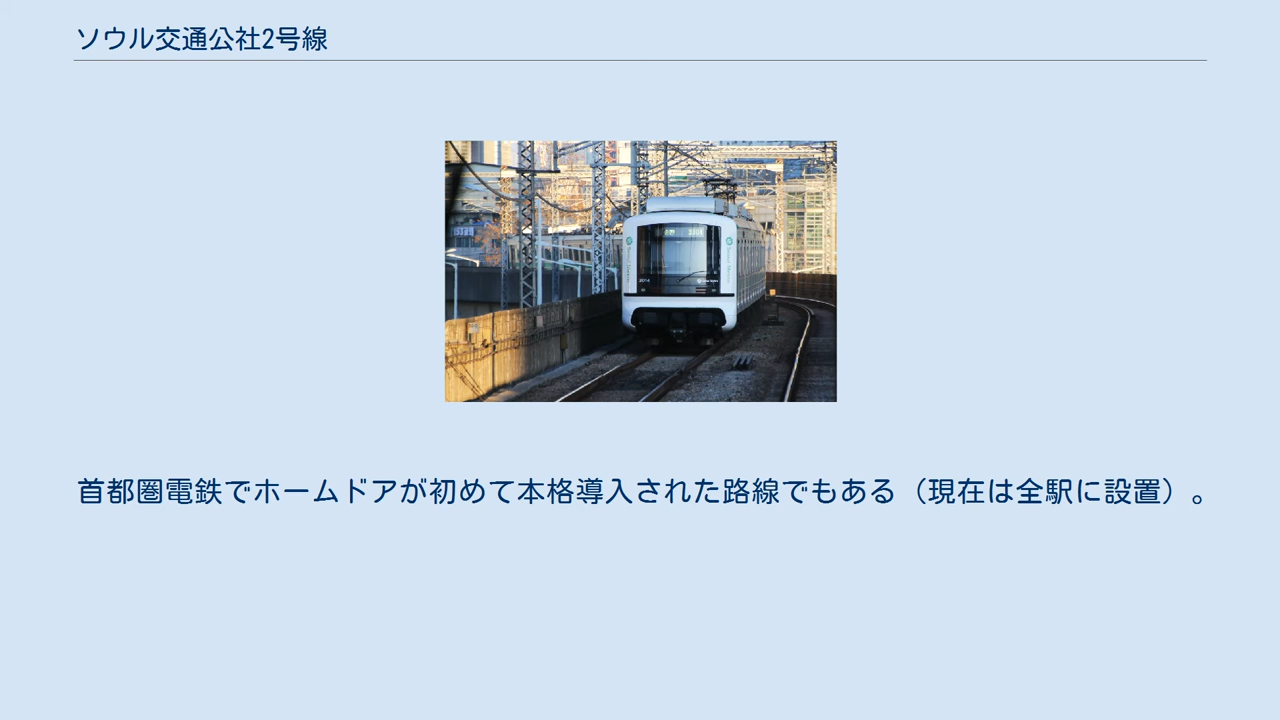 ソウル交通公社2号線
首都圏電鉄でホームドアが初めて本格導入された路線でもある（現在は全駅に設置）。